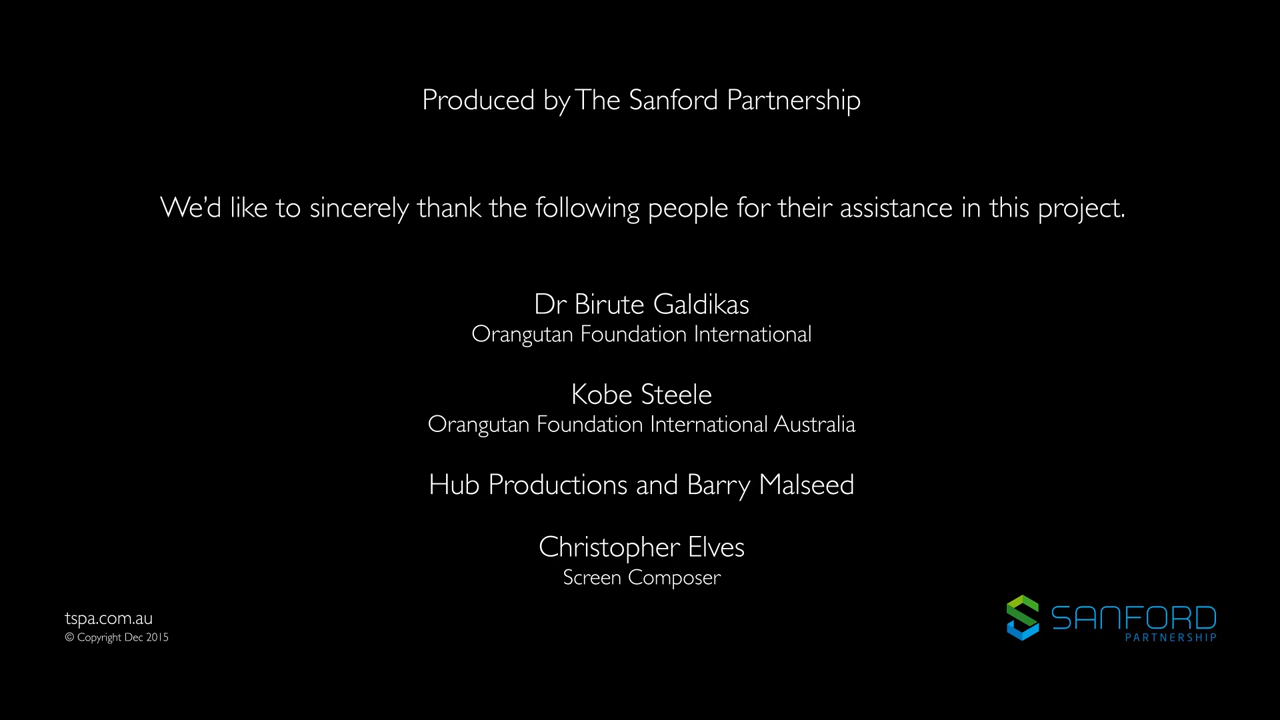 Produced by The Sanford Partnership
We'd like to sincerely thank the following people for their assistance in this project.
Dr Birute Galdikas
Orangutan Foundation International
Kobe Steele
Orangutan Foundation International Australia
Hub Productions and Barry Malseed
Christopher Elves
Screen Composer
tspa.com.au
© Copyright Dec 2015
SANFORD
PARTNERSHIP